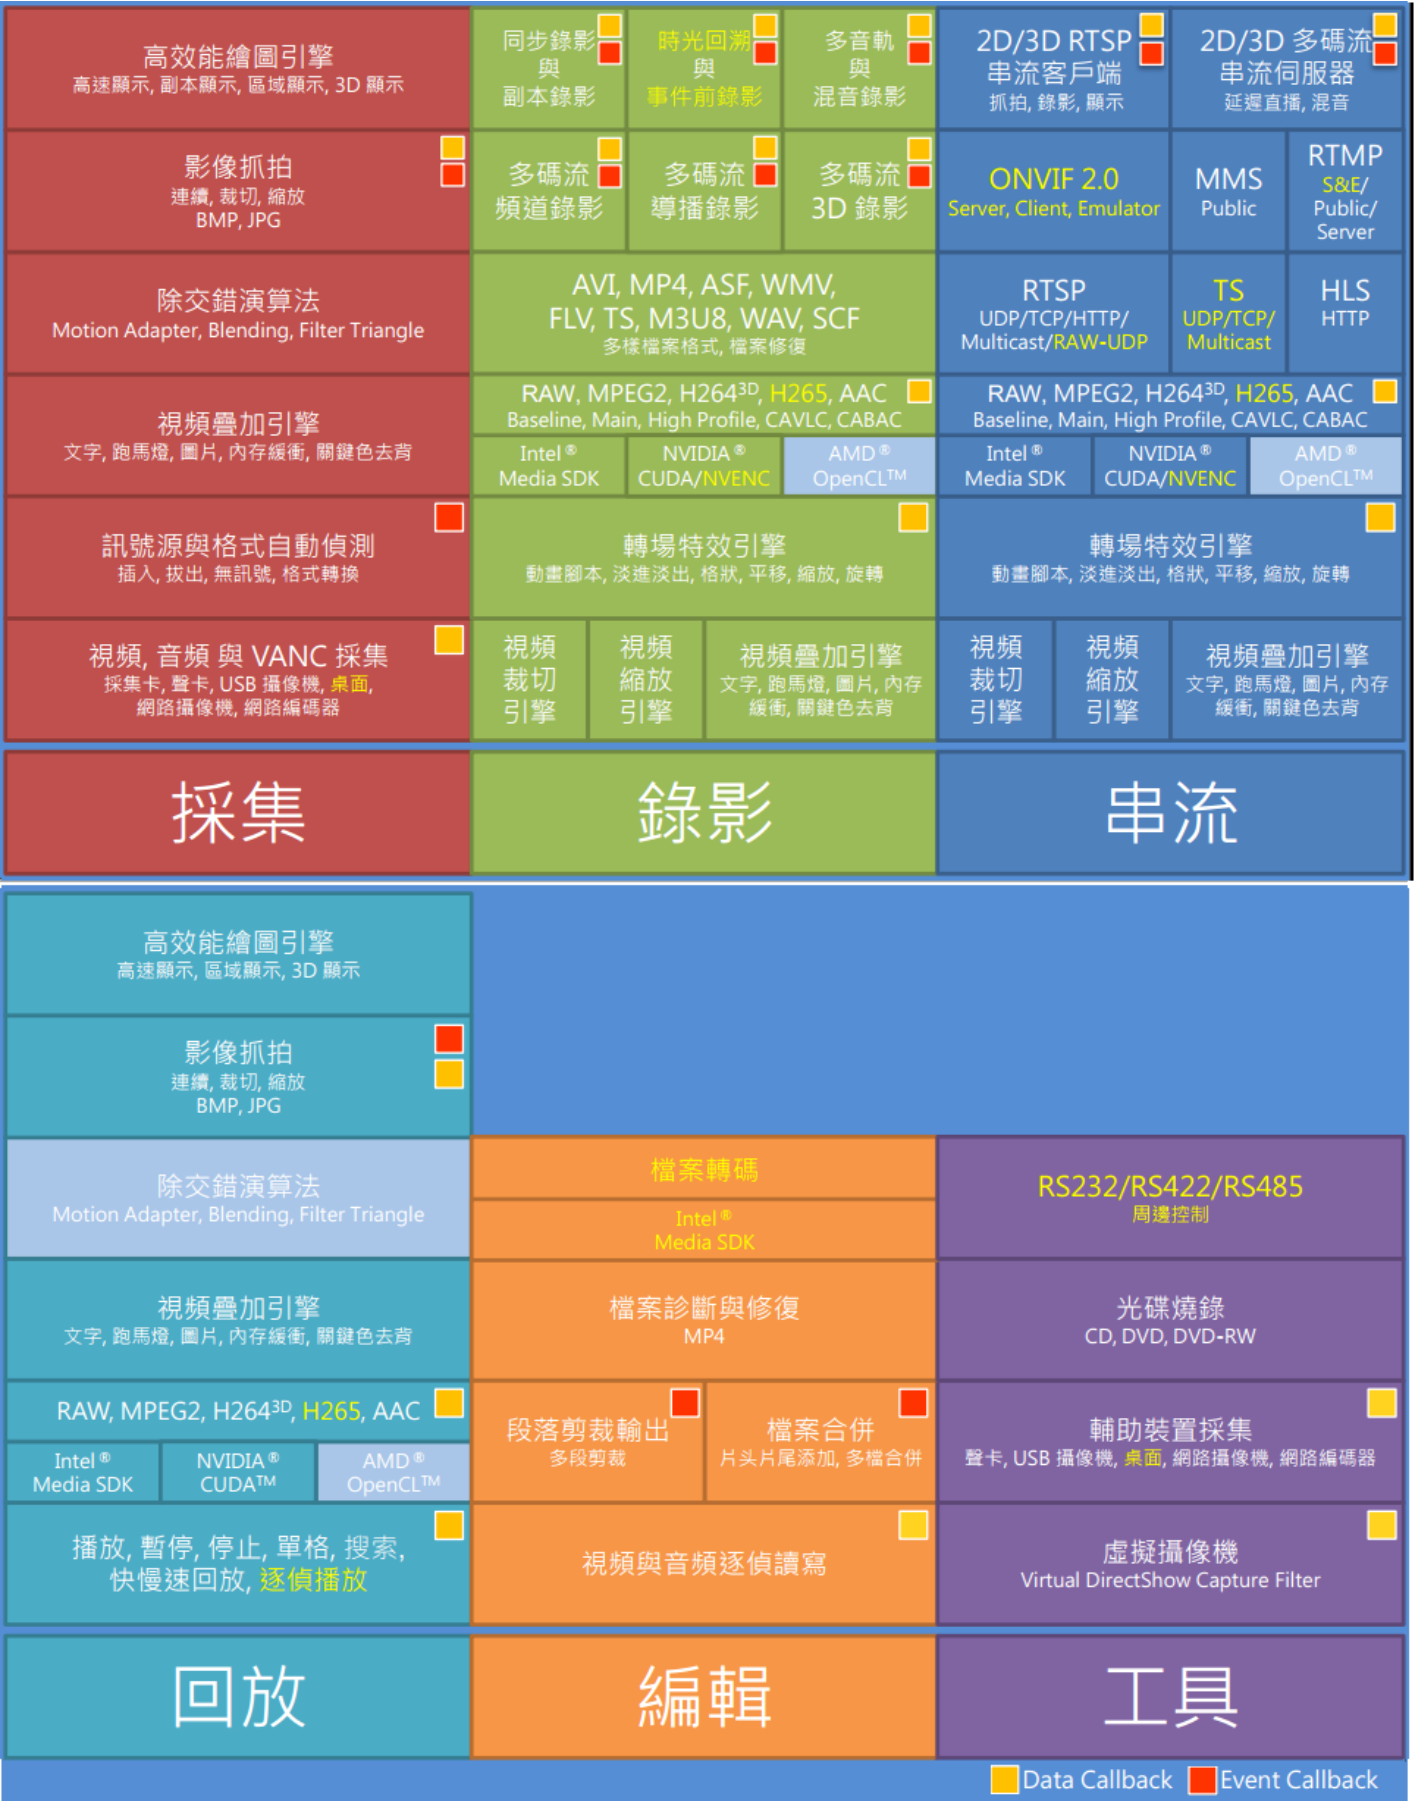 高效能繪圖引擎
高速顯示, 副本顯示, 區域顯示, 3D 顯示
影像抓拍
連續, 裁切, 縮放
BMP, JPG
除交錯演算法
Motion Adapter, Blending, Filter Triangle
視頻疊加引擎
文字, 跑馬燈, 圖片, 內存緩衝, 關鍵色去背
訊號源與格式自動偵測
插入, 拔出, 無訊號, 格式轉換
視頻, 音頻 與 VANC 採集
採集卡, 聲卡, USB 攝像機, 桌面,
網路攝像機, 網路編碼器
採集
同步錄影
與
副本錄影
時光回溯
與
事件前錄影
多音軌
與
混音錄影
多碼流
頻道錄影
多碼流
導播錄影
多碼流
3D 錄影
AVI, MP4, ASF, WMV,
FLV, TS, M3U8, WAV, SCF
多樣檔案格式, 檔案修復
RAW, MPEG2, H264³ᴰ, H265, AAC
Baseline, Main, High Profile, CAVLC, CABAC
Intel ®
Media SDK
NVIDIA ®
CUDA/NVENC
AMD ®
OpenCL™
轉場特效引擎
動畫腳本, 淡進淡出, 格狀, 平移, 縮放, 旋轉
視頻
裁切
引擎
視頻
縮放
引擎
視頻疊加引擎
文字, 跑馬燈, 圖片, 內存
緩衝, 關鍵色去背
錄影
2D/3D RTSP
串流客戶端
抓拍, 錄影, 顯示
2D/3D 多碼流
串流伺服器
延遲直播, 混音
ONVIF 2.0
Server, Client, Emulator
MMS
Public
RTMP
S&E/
Public/
Server
RTSP
UDP/TCP/HTTP/
Multicast/RAW-UDP
TS
UDP/TCP/
Multicast
HLS
HTTP
RAW, MPEG2, H264³ᴰ, H265, AAC
Baseline, Main, High Profile, CAVLC, CABAC
Intel ®
Media SDK
NVIDIA ®
CUDA/NVENC
AMD ®
OpenCL™
轉場特效引擎
動畫腳本, 淡進淡出, 格狀, 平移, 縮放, 旋轉
視頻
裁切
引擎
視頻
縮放
引擎
視頻疊加引擎
文字, 跑馬燈, 圖片, 內存
緩衝, 關鍵色去背
串流
高效能繪圖引擎
高速顯示, 區域顯示, 3D 顯示
影像抓拍
連續, 裁切, 縮放
BMP, JPG
除交錯演算法
Motion Adapter, Blending, Filter Triangle
視頻疊加引擎
文字, 跑馬燈, 圖片, 內存緩衝, 關鍵色去背
RAW, MPEG2, H264³ᴰ, H265, AAC
Intel ®
Media SDK
NVIDIA ®
CUDA™
AMD ®
OpenCL™
播放, 暫停, 停止, 單格, 搜索,
快慢速回放, 逐偵播放
回放
檔案轉碼
Intel ®
Media SDK
檔案診斷與修復
MP4
段落剪裁輸出
多段剪裁
檔案合併
片头片尾添加, 多檔合併
視頻與音頻逐偵讀寫
編輯
RS232/RS422/RS485
周邊控制
光碟燒錄
CD, DVD, DVD-RW
輔助裝置採集
聲卡, USB 攝像機, 桌面, 網路攝像機, 網路編碼器
虛擬攝像機
Virtual DirectShow Capture Filter
工具
Data Callback
Event Callback